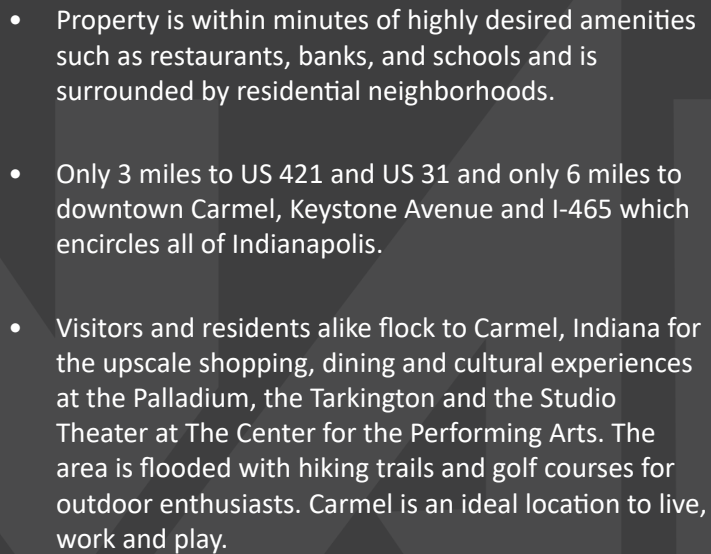 • Property is within minutes of highly desired amenities
such as restaurants, banks, and schools and is
surrounded by residential neighborhoods.
• Only 3 miles to US 421 and US 31 and only 6 miles to
downtown Carmel, Keystone Avenue and I-465 which
encircles all of Indianapolis.
• Visitors and residents alike flock to Carmel, Indiana for
the upscale shopping, dining and cultural experiences
at the Palladium, the Tarkington and the Studio
Theater at The Center for the Performing Arts. The
area is flooded with hiking trails and golf courses for
outdoor enthusiasts. Carmel is an ideal location to live,
work and play.